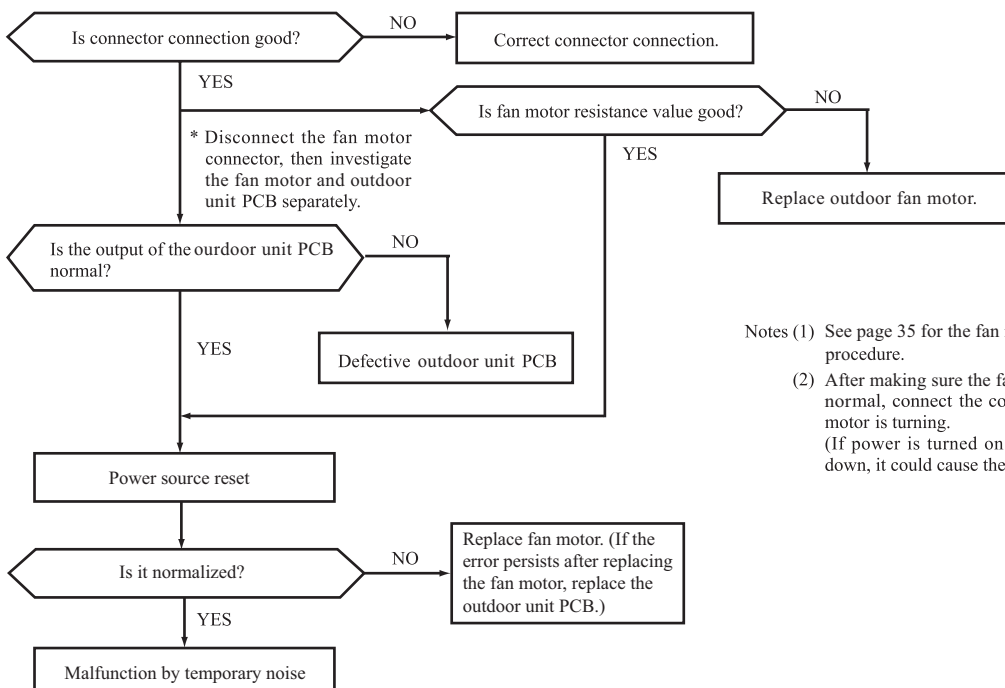 Is connector connection good?
NO
Correct connector connection.
YES
Is fan motor resistance value good?
NO
YES
* Disconnect the fan motor
connector, then investigate
the fan motor and outdoor
unit PCB separately.
Replace outdoor fan motor.
Is the output of the ourdoor unit PCB
normal?
NO
YES
Defective outdoor unit PCB
Notes (1) See page 35 for the fan
procedure.
(2) After making sure the
normal, connect the
motor is turning.
(If power is turned on
down, it could cause the
Power source reset
Is it normalized?
NO
Replace fan motor. (If the
error persists after replacing
the fan motor, replace the
outdoor unit PCB.)
YES
Malfunction by temporary noise